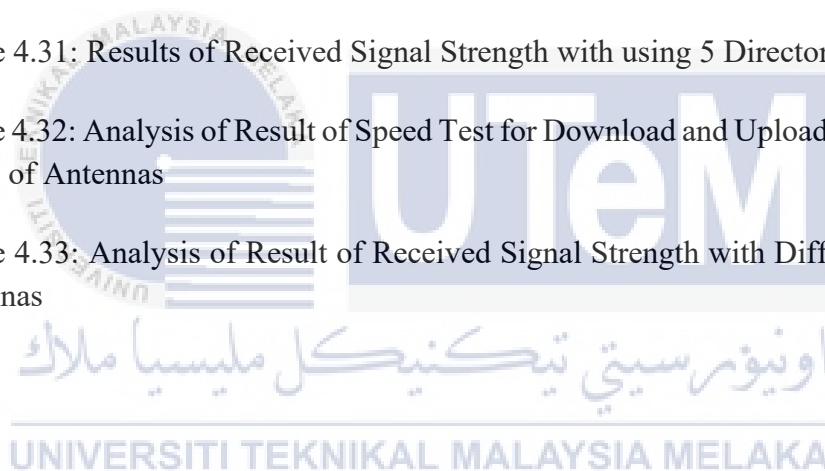 e 4.31: Results of Received Signal Strength with using 5 Director
e 4.32: Analysis of Result of Speed Test for Download and Upload
of Antennas
e 4.33: Analysis of Result of Received Signal Strength with Diff
nas
UTeM
اونيۏرسيتي تيكنيكل مليسيا ملاك
UNIVERSITI TEKNIKAL MALAYSIA MELAKA